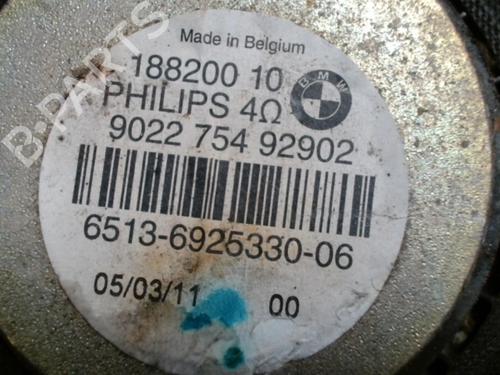 Made in Belgium
188200 10
BMW
PHILIPS 4Ω
9022 754 92902
6513-6925330-06
05/03/11 00
B-PARTS